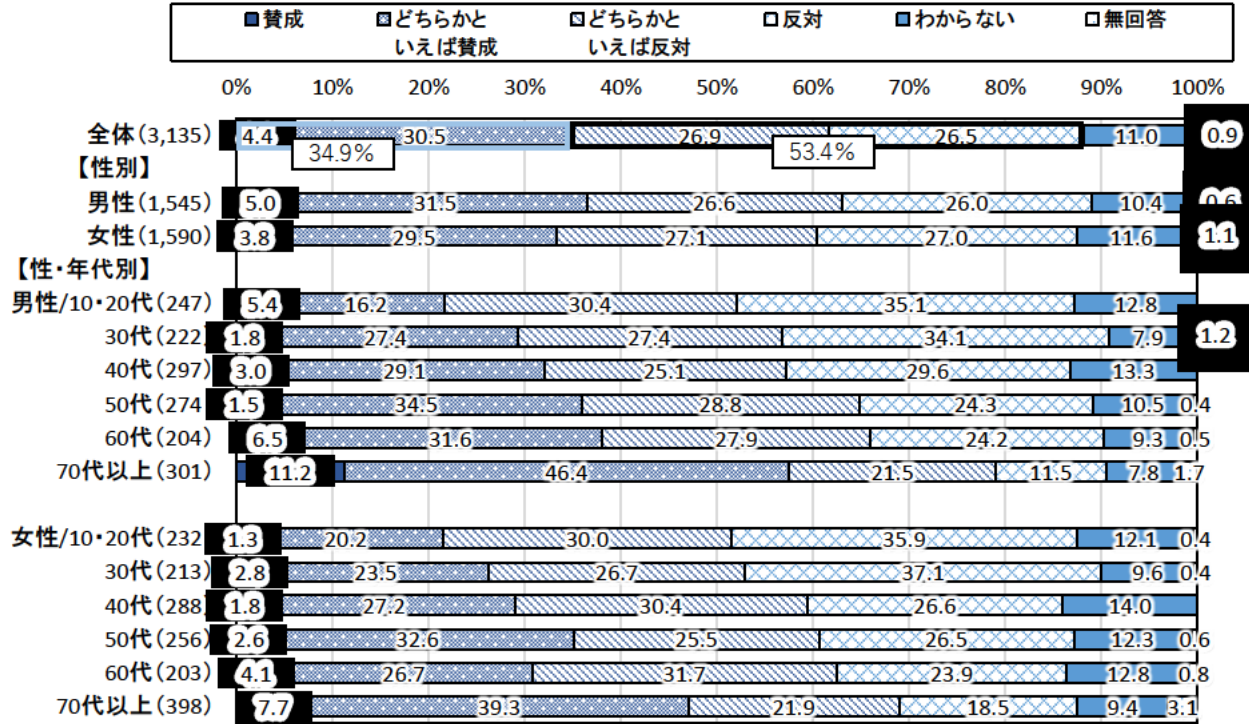 賛成 どちらかと どちらかと 反対 わからない 無回答
いえば賛成 いえば反対
0% 10% 20% 30% 40% 50% 60% 70% 80% 90% 100%
全体(3,135) 4.4 30.5 26.9 26.5 11.0 0.9
34.9% 53.4%
【性別】
男性(1,545) 5.0 31.5 26.6 26.0 10.4 0.6
女性(1,590) 3.8 29.5 27.1 27.0 11.6 1.1
【性・年代別】
男性/10・20代(247) 5.4 16.2 30.4 35.1 12.8
30代(222) 1.8 27.4 27.4 34.1 7.9 1.2
40代(297) 3.0 29.1 25.1 29.6 13.3
50代(274 1.5 34.5 28.8 24.3 10.5 0.4
60代(204) 6.5 31.6 27.9 24.2 9.3 0.5
70代以上(301) 11.2 46.4 21.5 11.5 7.8 1.7
女性/10・20代(232 1.3 20.2 30.0 35.9 12.1 0.4
30代(213) 2.8 23.5 26.7 37.1 9.6 0.4
40代(288) 1.8 27.2 30.4 26.6 14.0
50代(256) 2.6 32.6 25.5 26.5 12.3 0.6
60代(203) 4.1 26.7 31.7 23.9 12.8 0.8
70代以上(398) 7.7 39.3 21.9 18.5 9.4 3.1